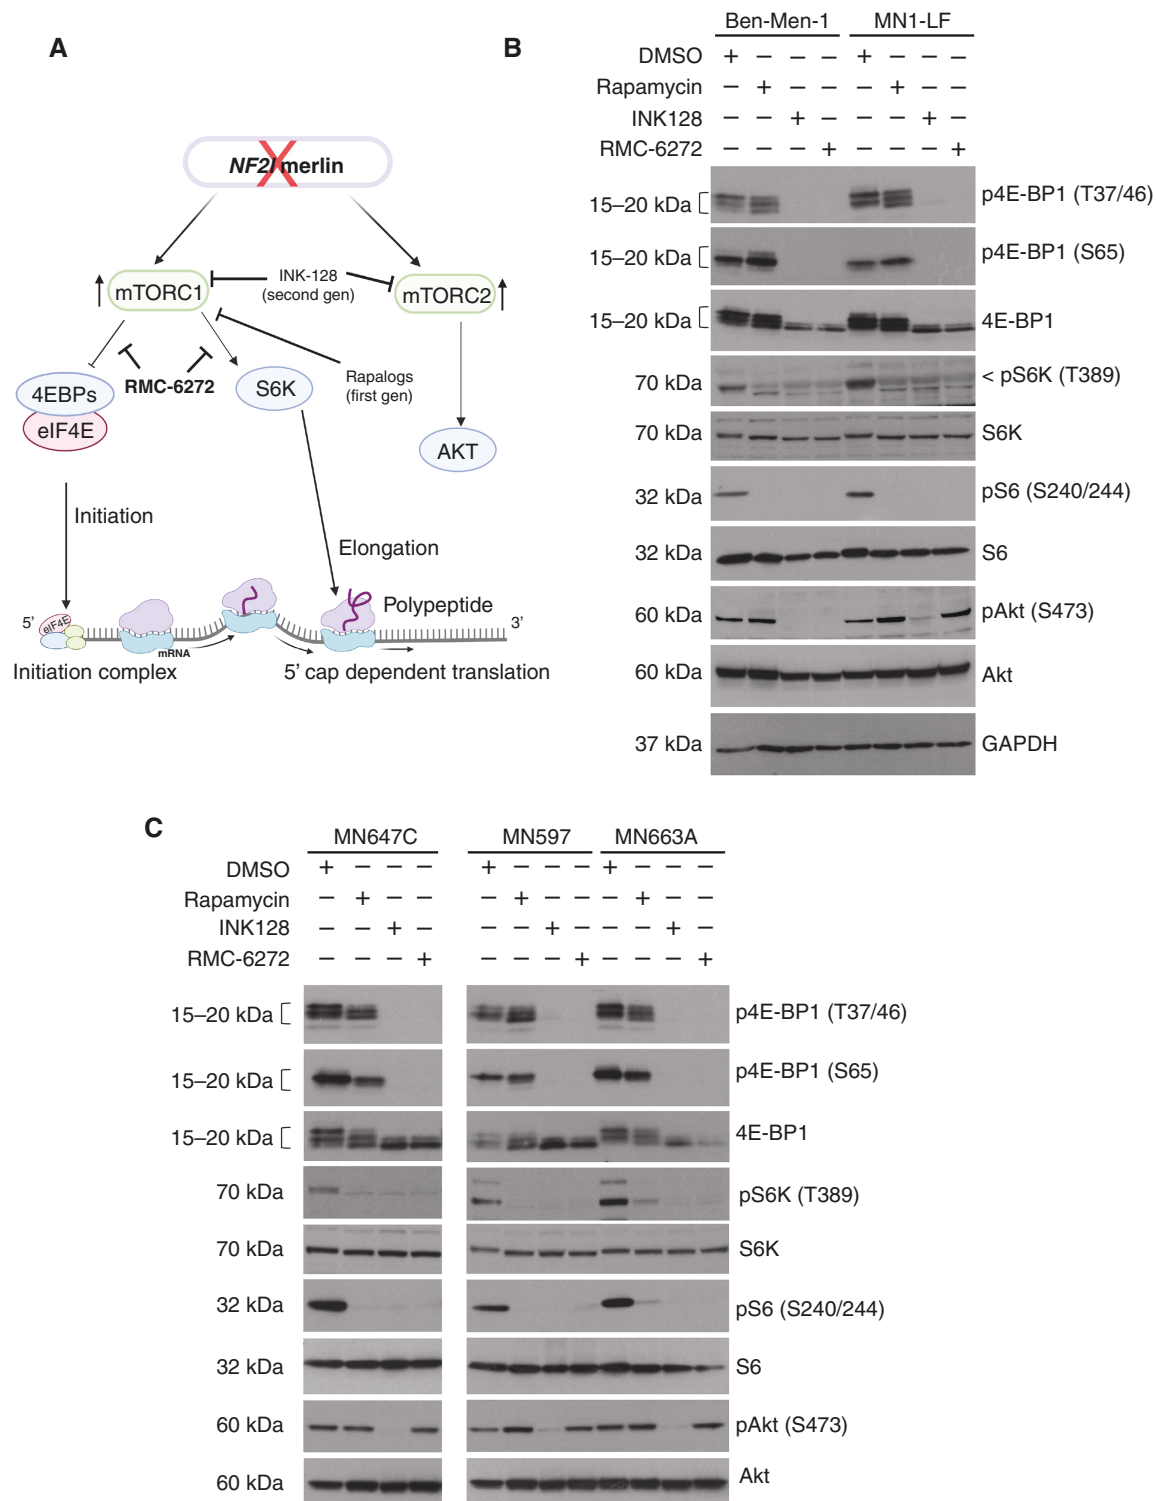 A
NF2/ merlin
mTORC1
INK-128
(second gen)
mTORC2
4EBPs
eIF4E
RMC-6272
S6K
Rapalogs
(first gen)
AKT
Initiation
Elongation
Polypeptide
5’
eIF4E
mRNA
3’
Initiation complex
5’ cap dependent translation
B
Ben-Men-1 MN1-LF
DMSO + – – – + – – –
Rapamycin – + – – – + – –
INK128 – – + – – – + –
RMC-6272 – – – + – – – +
15–20 kDa p4E-BP1 (T37/46)
15–20 kDa p4E-BP1 (S65)
15–20 kDa 4E-BP1
70 kDa < pS6K (T389)
70 kDa S6K
32 kDa pS6 (S240/244)
32 kDa S6
60 kDa pAkt (S473)
60 kDa Akt
37 kDa GAPDH
C
MN647C MN597 MN663A
DMSO + – – – + – – – + – – –
Rapamycin – + – – – + – – – + – –
INK128 – – + – – – + – – – + –
RMC-6272 – – – + – – – + – – – +
15–20 kDa p4E-BP1 (T37/46)
15–20 kDa p4E-BP1 (S65)
15–20 kDa 4E-BP1
70 kDa pS6K (T389)
70 kDa S6K
32 kDa pS6 (S240/244)
32 kDa S6
60 kDa pAkt (S473)
60 kDa Akt